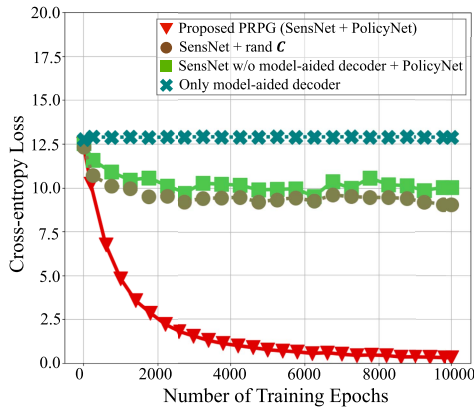 20.0
17.5
15.0
12.5
10.0
7.5
5.0
2.5
0.0
Cross-entropy Loss
Proposed PRPG (SensNet + PolicyNet)
SensNet + rand C
SensNet w/o model-aided decoder + PolicyNet
Only model-aided decoder
0 2000 4000 6000 8000 10000
Number of Training Epochs